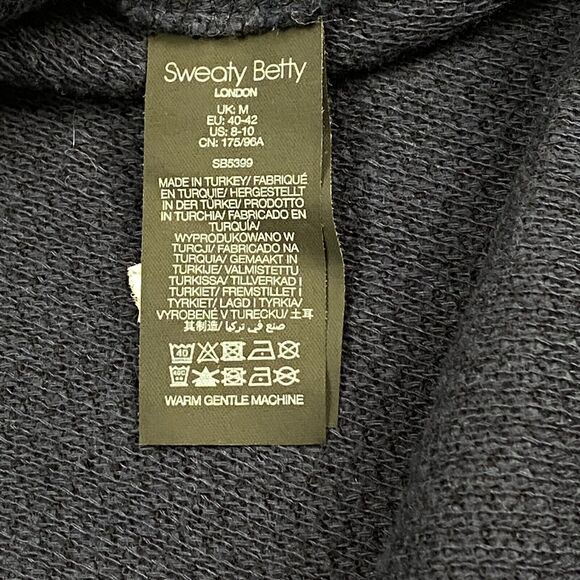 Sweaty Betty
LONDON
UK: M
EU: 40-42
US: 8-10
CN: 175/96A
SB5399
MADE IN TURKEY/ FABRIQUÉ
EN TURQUIE/ HERGESTELLT
IN DER TÜRKEI/ PRODOTTO
IN TURCHIA/ FABRICADO EN
TURQUÍA/
WYPRODUKOWANO W
TURCJI/ FABRICADO NA
TURQUIA/ GEMAAKT IN
TURKIJE/ VALMISTETTU
TURKISSA/ TILLVERKAD I
TURKIET/ FREMSTILLET I
TYRKIET/ LAGD I TYRKIA/
VYROBENÉ V TURECKU/ 土耳
其制造/ صنع في تركيا
40
40C
WARM GENTLE MACHINE